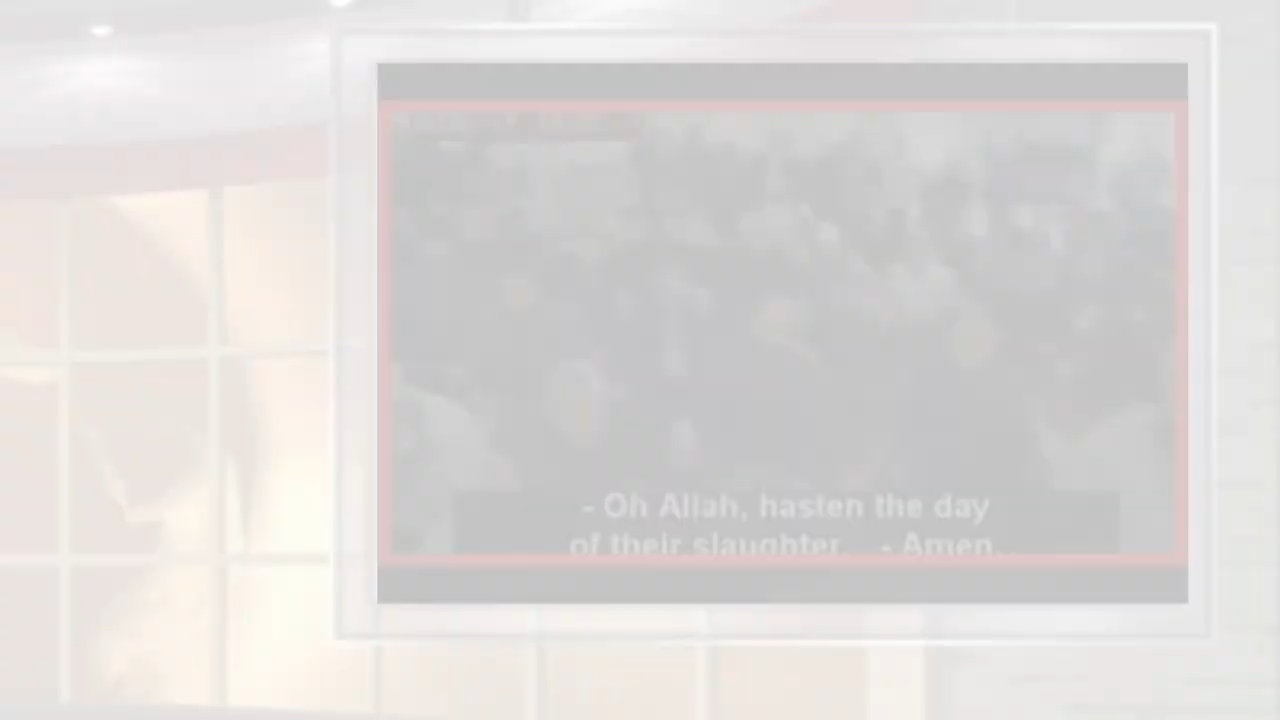 - Oh Allah, hasten the day
of their slaughter. - Amen.